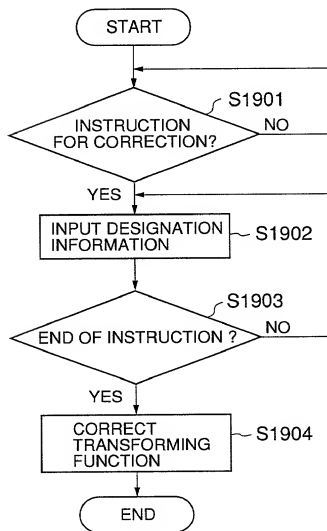 START
S1901
INSTRUCTION
FOR CORRECTION?
NO
YES
INPUT DESIGNATION
INFORMATION
S1902
S1903
END OF INSTRUCTION ?
NO
YES
CORRECT
TRANSFORMING
FUNCTION
S1904
END